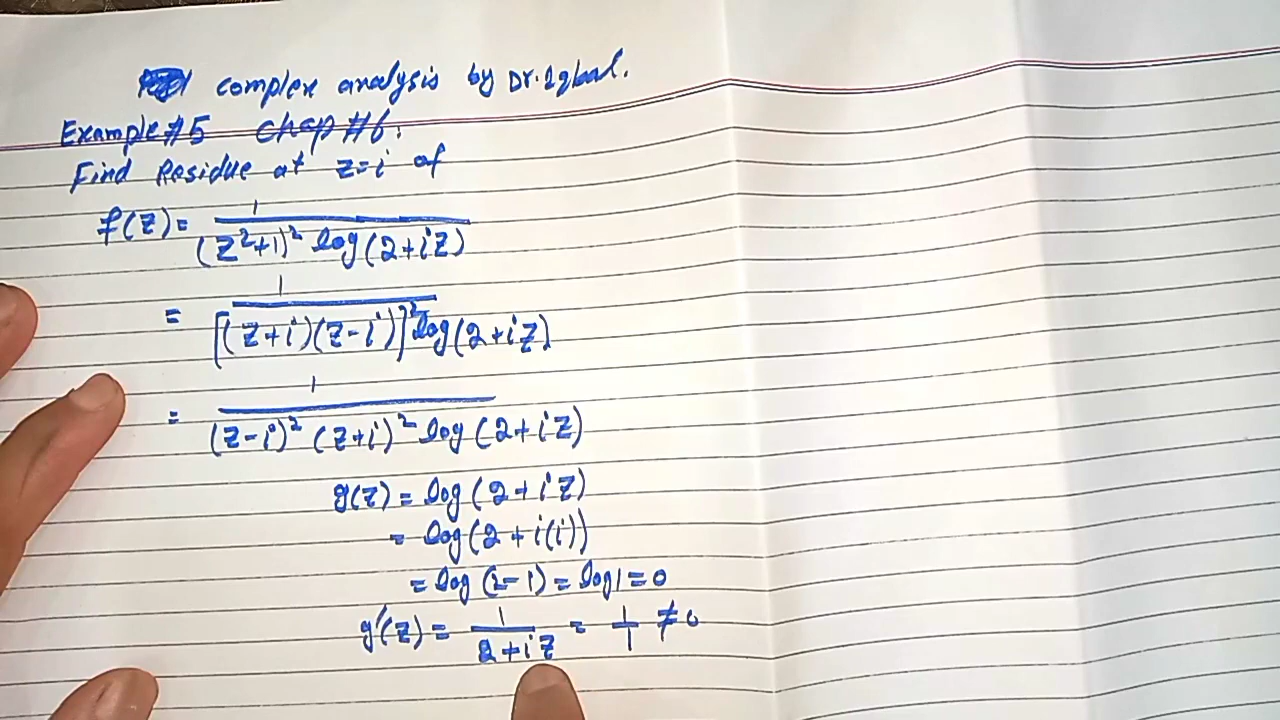 complex analysis by Dr. Iqbal.
Example #5 Chap #6.
Find Residue at z=i of
f(z) = 1/((z²+1)² log(2+iz))
= 1/([(z+i)(z-i)]² log(2+iz))
= 1/((z-i)² (z+i)² log(2+iz))
g(z) = log(2+iz)
= log(2+i(i))
= log(2-1) = log1 = 0
g'(z) = 1/(2+iz) = 1/1 ≠ 0